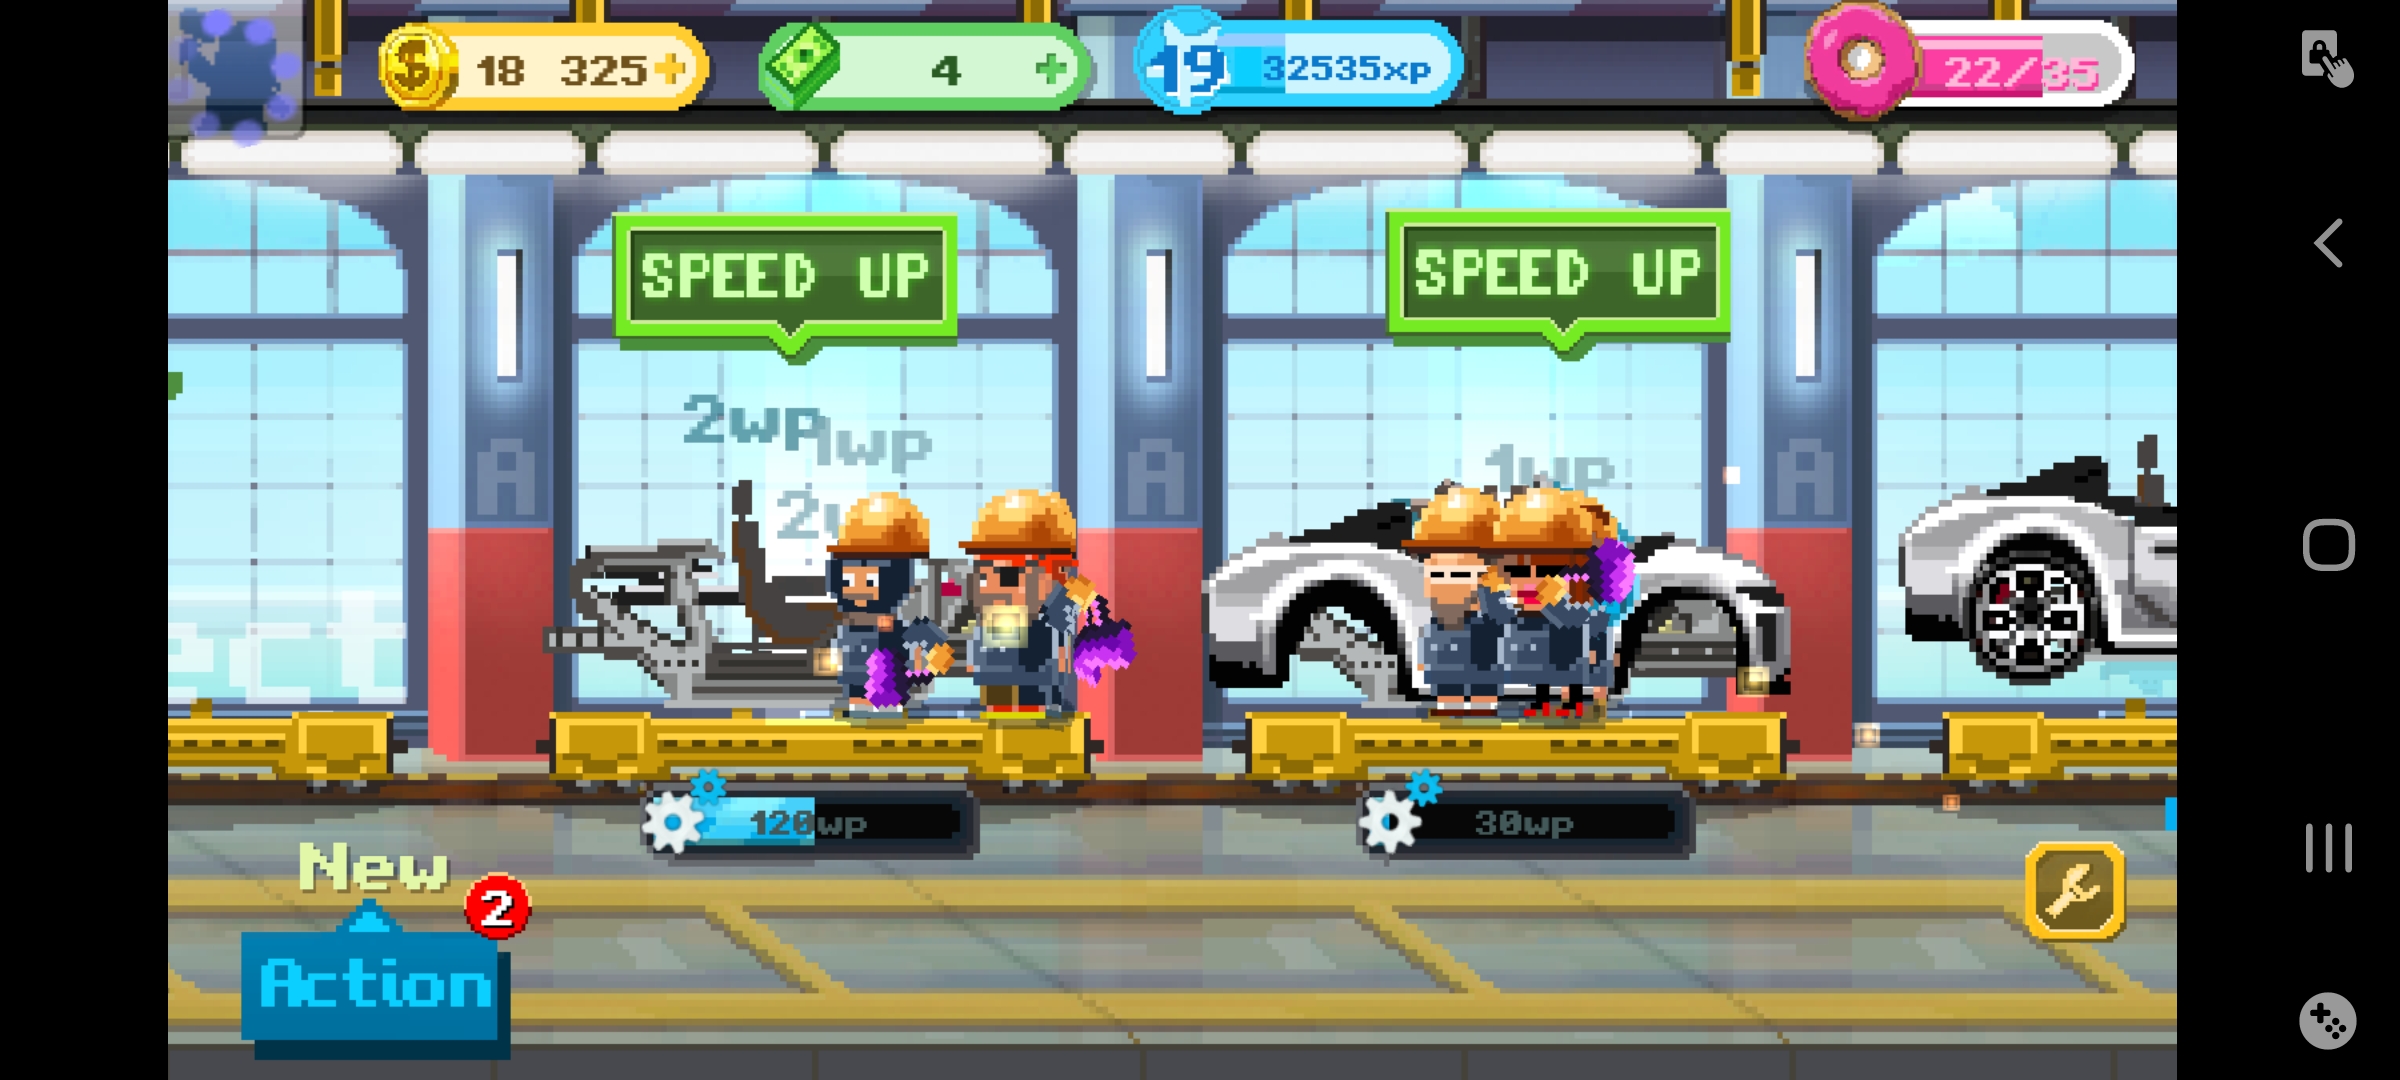 18 325
4
19
32535xp
22/35
SPEED UP
SPEED UP
2wp
1wp
1wp
A
A
A
120wp
30wp
New
2
Action